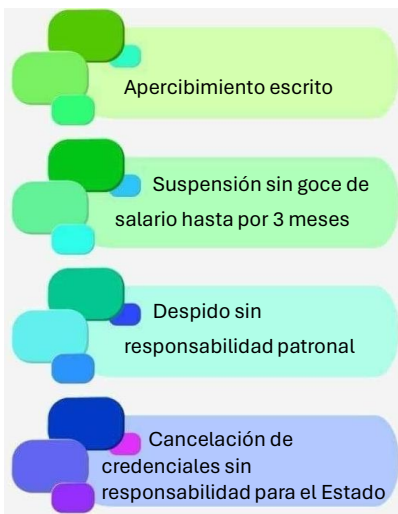 Apercibimiento escrito
Suspensión sin goce de
salario hasta por 3 meses
Despido sin
responsabilidad patronal
Cancelación de
credenciales sin
responsabilidad para el Estado